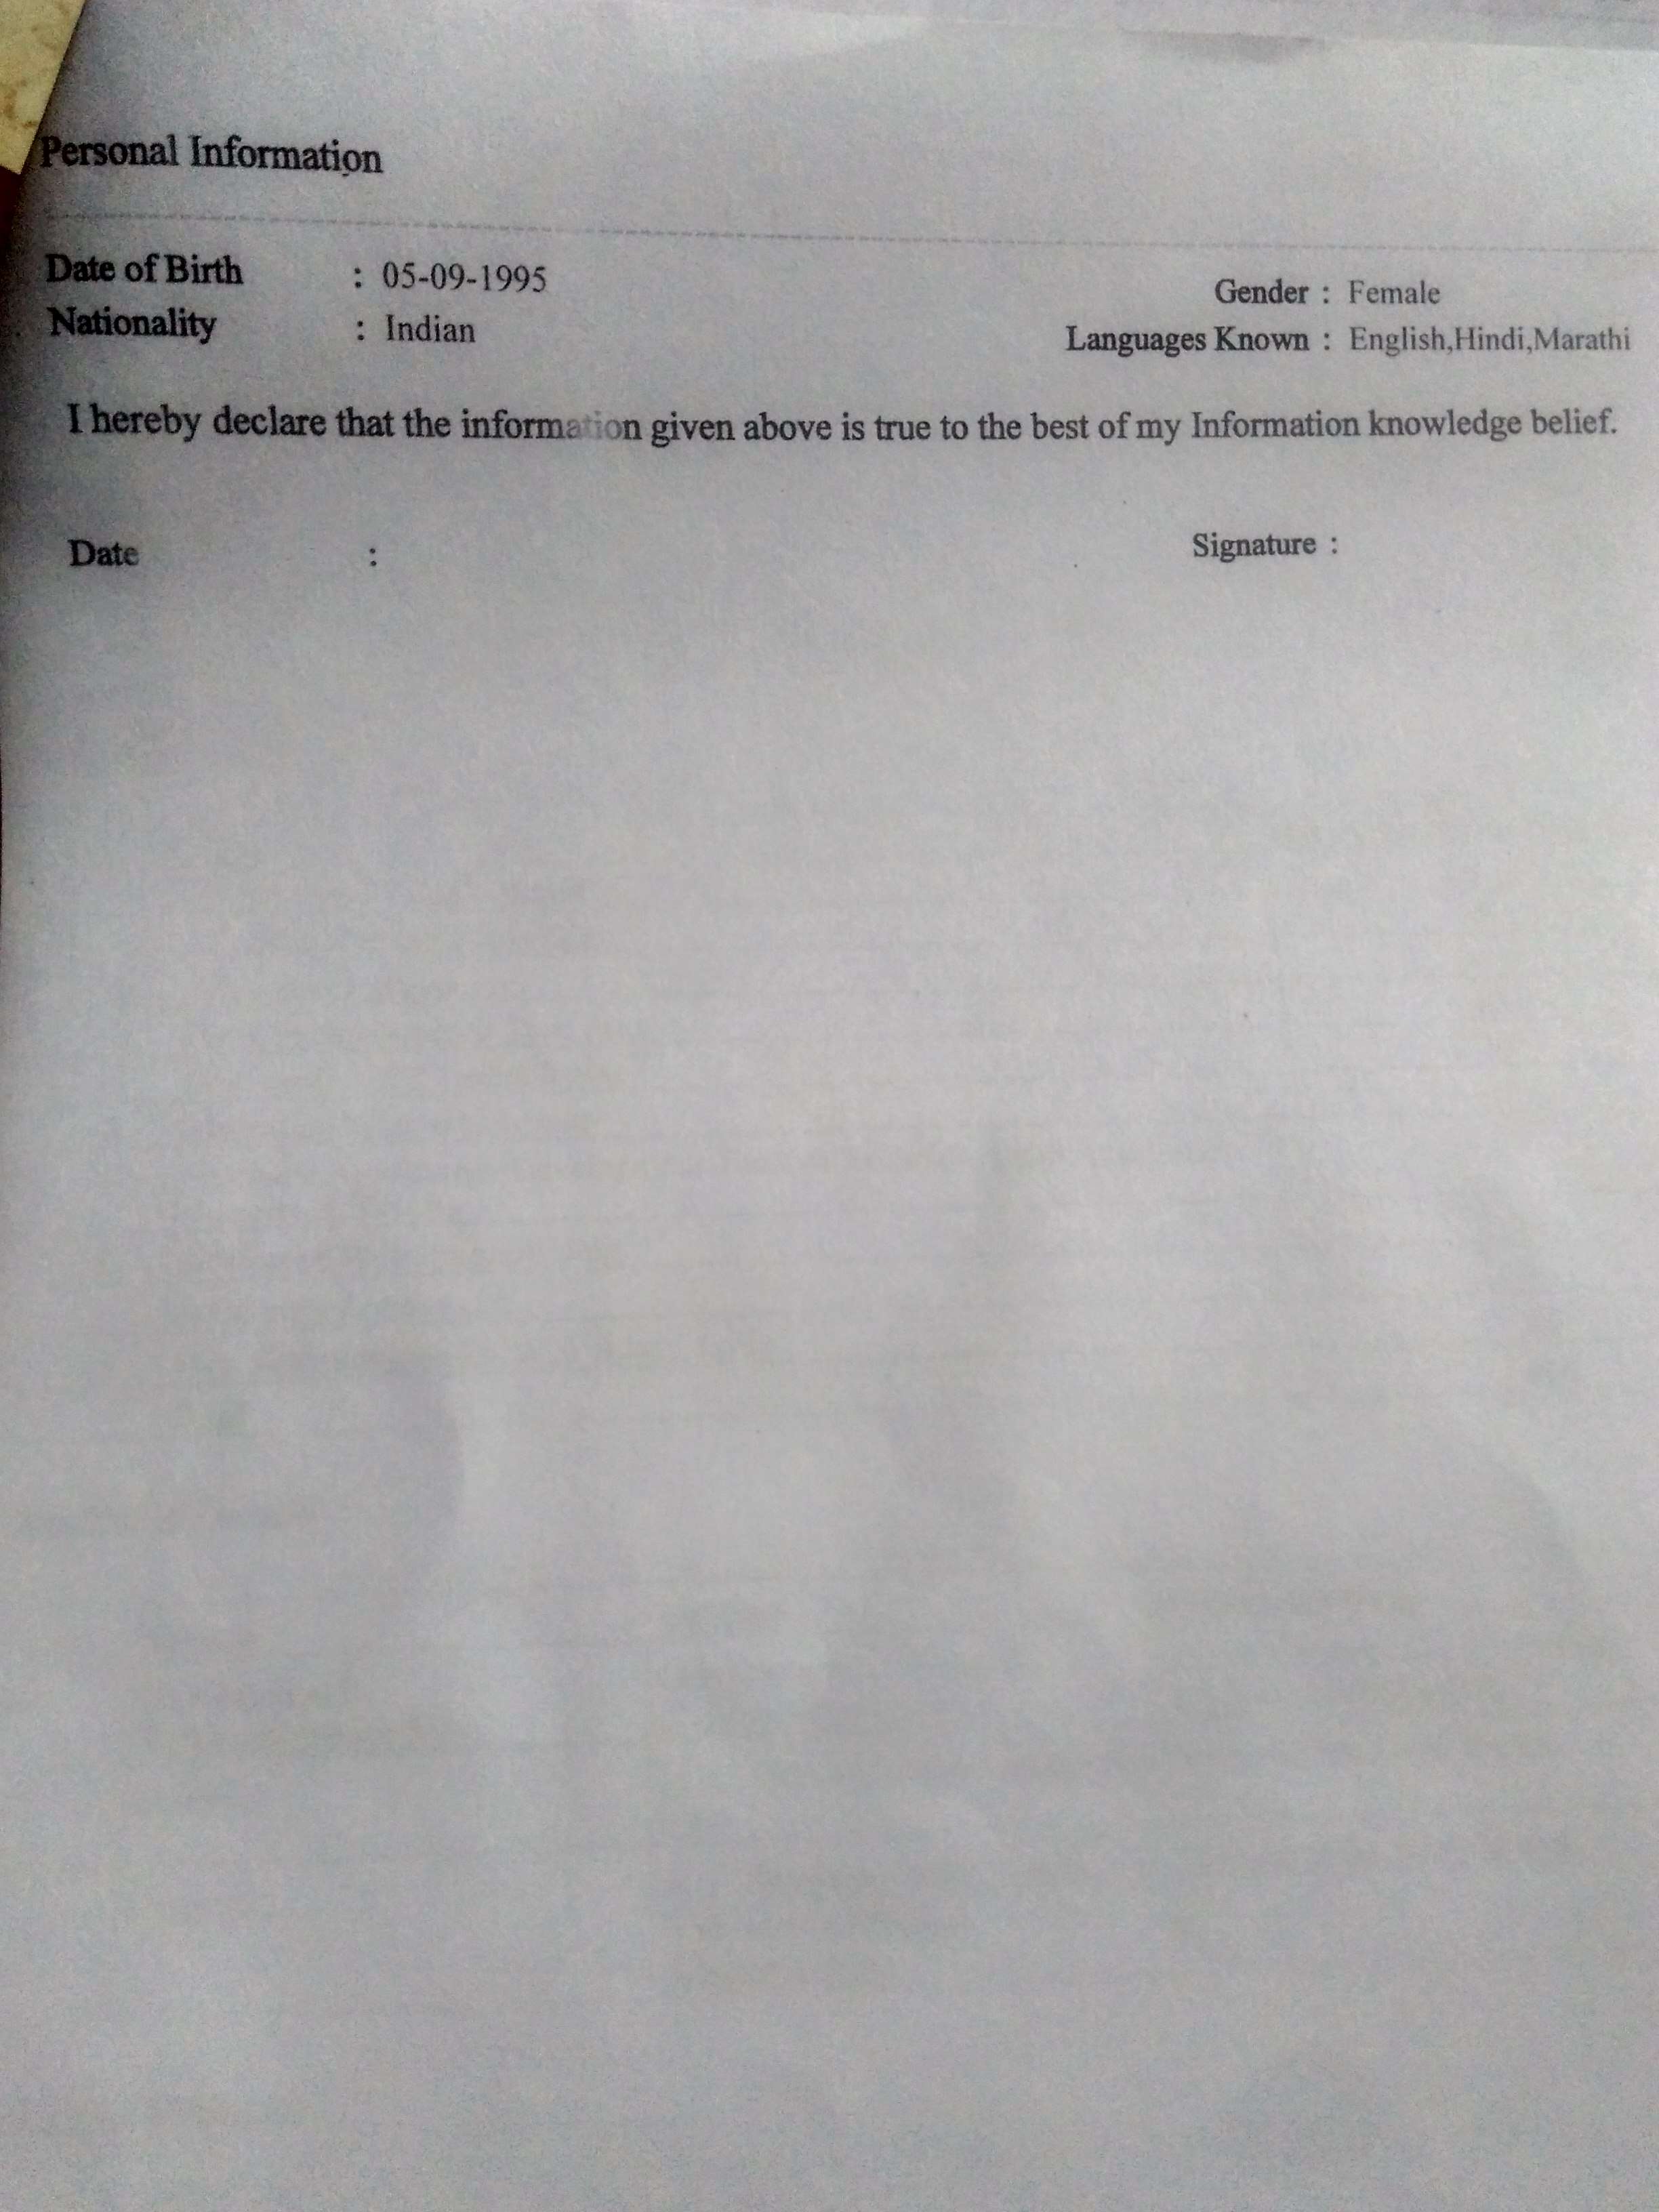 Personal Information
Date of Birth : 05-09-1995 Gender : Female
Nationality : Indian Languages Known : English,Hindi,Marathi
I hereby declare that the information given above is true to the best of my Information knowledge belief.
Date : Signature :